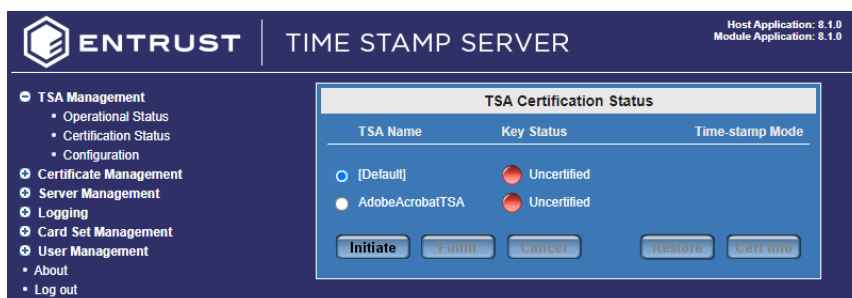 ENTRUST
TIME STAMP SERVER
Host Application: 8.1.0
Module Application: 8.1.0
TSA Management
Operational Status
Certification Status
Configuration
Certificate Management
Server Management
Logging
Card Set Management
User Management
About
Log out
TSA Certification Status
TSA Name Key Status Time-stamp Mode
[Default] Uncertified
AdobeAcrobatTSA Uncertified
Initiate Fulfill Cancel Restore Cert Info